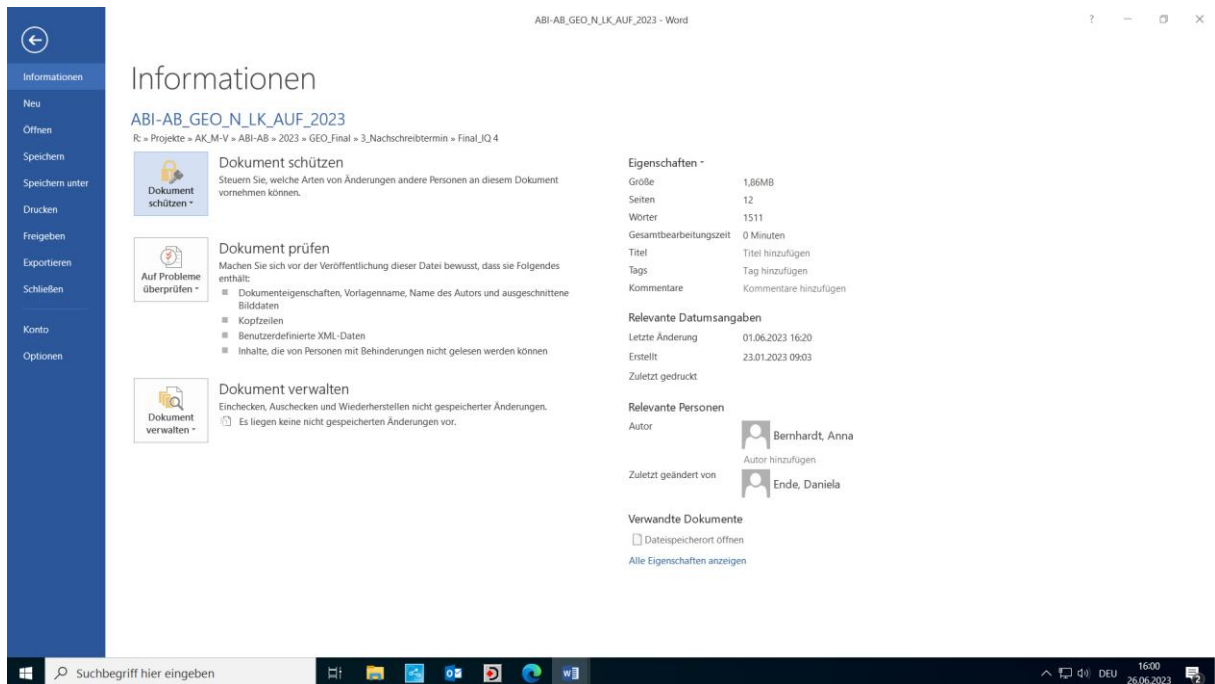 ABI-AB_GEO_N_LK_AUF_2023 - Word
?
Informationen
Neu
Öffnen
Speichern
Speichern unter
Drucken
Freigeben
Exportieren
Schließen
Konto
Optionen
Informationen
ABI-AB_GEO_N_LK_AUF_2023
R: » Projekte » AK_M-V » ABI-AB » 2023 » GEO_Final » 3_Nachschreibtermin » Final_IQ 4
Dokument
schützen
Dokument schützen
Steuern Sie, welche Arten von Änderungen andere Personen an diesem Dokument
vornehmen können.
Auf Probleme
überprüfen
Dokument prüfen
Machen Sie sich vor der Veröffentlichung dieser Datei bewusst, dass sie Folgendes
enthält:
Dokumenteigenschaften, Vorlagenname, Name des Autors und ausgeschnittene
Bilddaten
Kopfzeilen
Benutzerdefinierte XML-Daten
Inhalte, die von Personen mit Behinderungen nicht gelesen werden können
Dokument
verwalten
Dokument verwalten
Einchecken, Auschecken und Wiederherstellen nicht gespeicherter Änderungen.
Es liegen keine nicht gespeicherten Änderungen vor.
Eigenschaften
Größe 1,86MB
Seiten 12
Wörter 1511
Gesamtbearbeitungszeit 0 Minuten
Titel Titel hinzufügen
Tags Tag hinzufügen
Kommentare Kommentare hinzufügen
Relevante Datumsangaben
Letzte Änderung 01.06.2023 16:20
Erstellt 23.01.2023 09:03
Zuletzt gedruckt
Relevante Personen
Autor Bernhardt, Anna
Autor hinzufügen
Zuletzt geändert von Ende, Daniela
Verwandte Dokumente
Dateispeicherort öffnen
Alle Eigenschaften anzeigen
Suchbegriff hier eingeben
DEU
16:00
26.06.2023
2